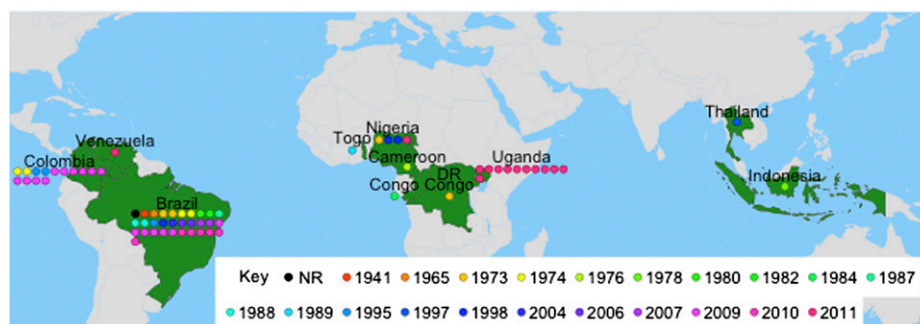 Venezuela
Colombia
Brazil
Togo
Nigeria
Cameroon
Congo
DR
Congo
Uganda
Thailand
Indonesia
Key NR 1941 1965 1973 1974 1976 1978 1980 1982 1984 1987
1988 1989 1995 1997 1998 2004 2006 2007 2009 2010 2011